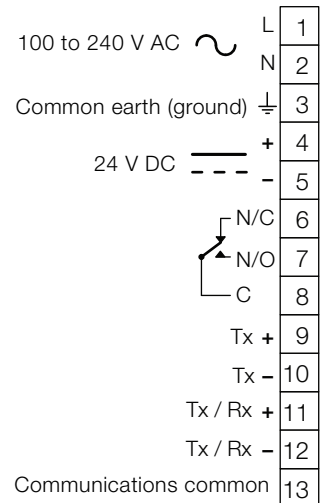 L 1
100 to 240 V AC
N 2
Common earth (ground) 3
+ 4
24 V DC
– 5
N/C 6
N/O 7
C 8
Tx + 9
Tx – 10
Tx / Rx + 11
Tx / Rx – 12
Communications common 13